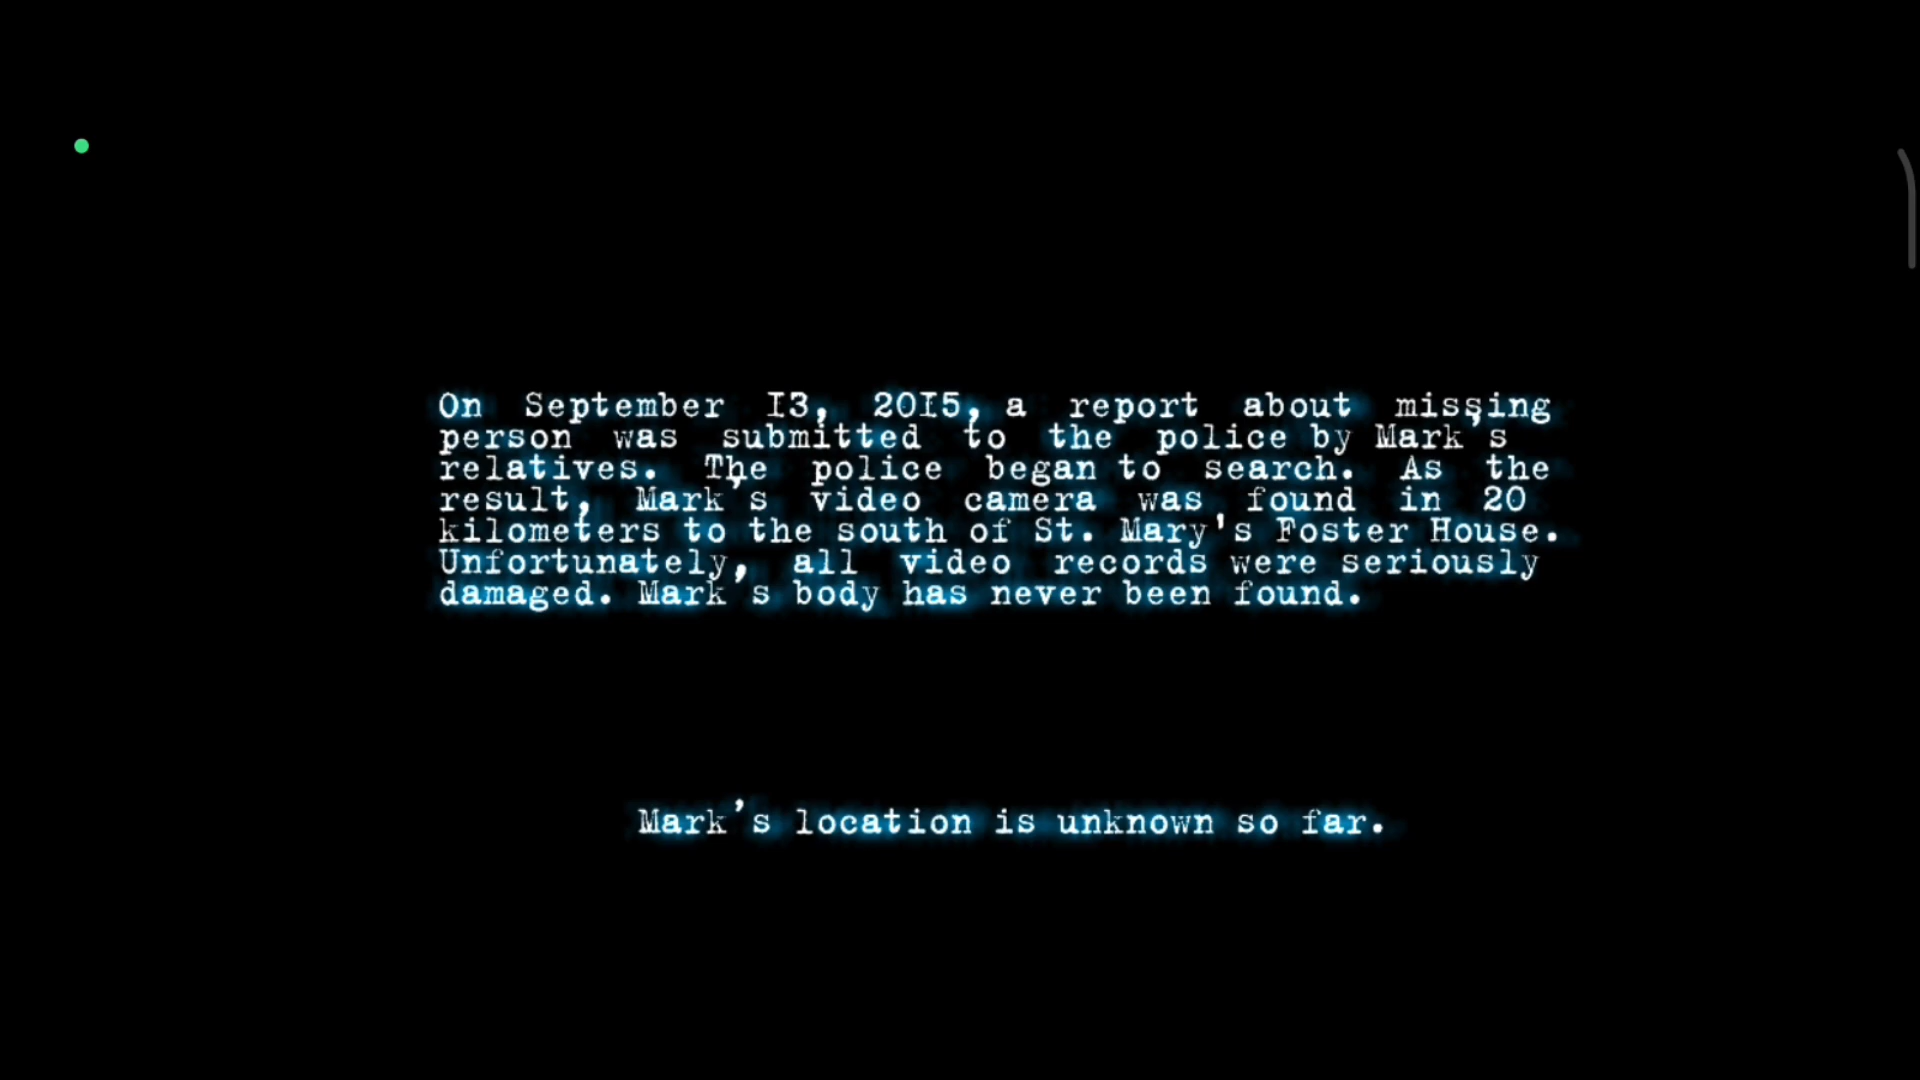 On September 13, 2015, a report about missing
person was submitted to the police by Mark's
relatives. The police began to search. As the
result, Mark's video camera was found in 20
kilometers to the south of St. Mary's Foster House.
Unfortunately, all video records were seriously
damaged. Mark's body has never been found.
Mark's location is unknown so far.